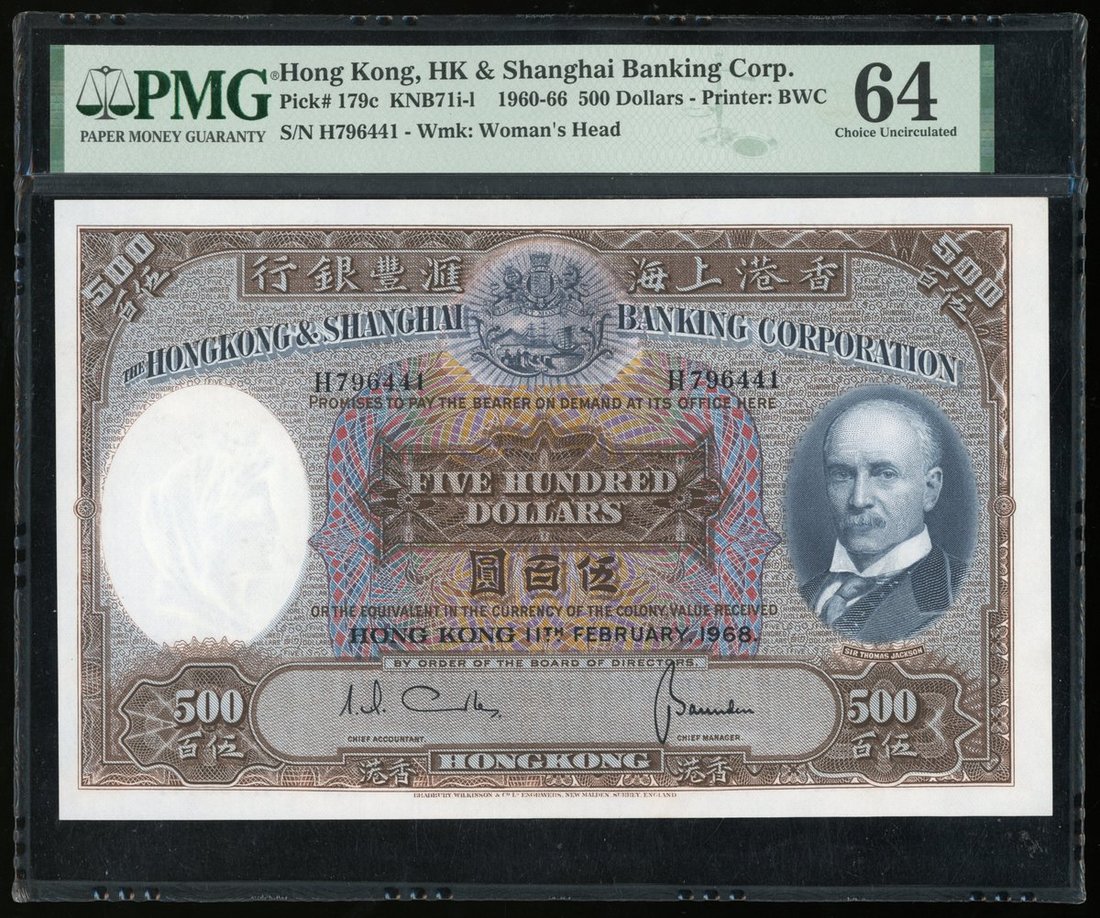 PMG® Hong Kong, HK & Shanghai Banking Corp. 64
Pick# 179c KNB71i-l 1960-66 500 Dollars - Printer: BWC
PAPER MONEY GUARANTY S/N H796441 - Wmk: Woman's Head Choice Uncirculated
500 500
伍百 行銀豐滙 海上港香 伍百
THE HONGKONG & SHANGHAI BANKING CORPORATION
H796441 H796441
PROMISES TO PAY THE BEARER ON DEMAND AT ITS OFFICE HERE
FIVE HUNDRED
DOLLARS
圓百伍
OR THE EQUIVALENT IN THE CURRENCY OF THE COLONY, VALUE RECEIVED
HONG KONG 11TH FEBRUARY, 1968.
SIR THOMAS JACKSON
BY ORDER OF THE BOARD OF DIRECTORS.
500 500
百伍 百伍
CHIEF ACCOUNTANT. CHIEF MANAGER.
港香 HONGKONG 港香
BRADBURY, WILKINSON & Co. Ld. ENGRAVERS, NEW MALDEN, SURREY, ENGLAND